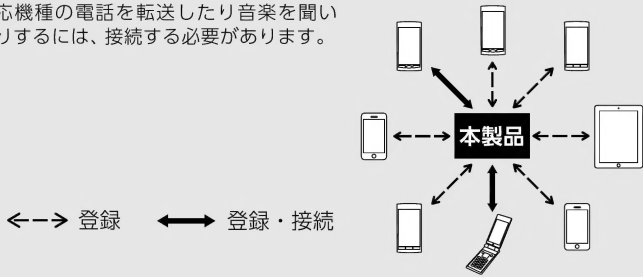 応機種の電話を転送したり音楽を聞い
りするには、接続する必要があります。
本製品
登録
登録・接続